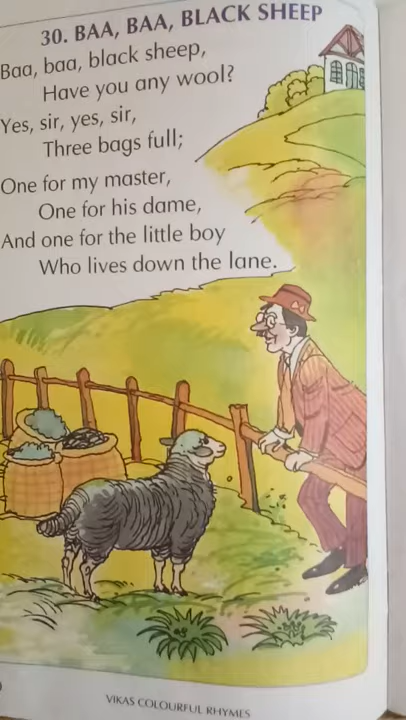 30. BAA, BAA, BLACK SHEEP
Baa, baa, black sheep,
Have you any wool?
Yes, sir, yes, sir,
Three bags full;
One for my master,
One for his dame,
And one for the little boy
Who lives down the lane.
VIKAS COLOURFUL RHYMES